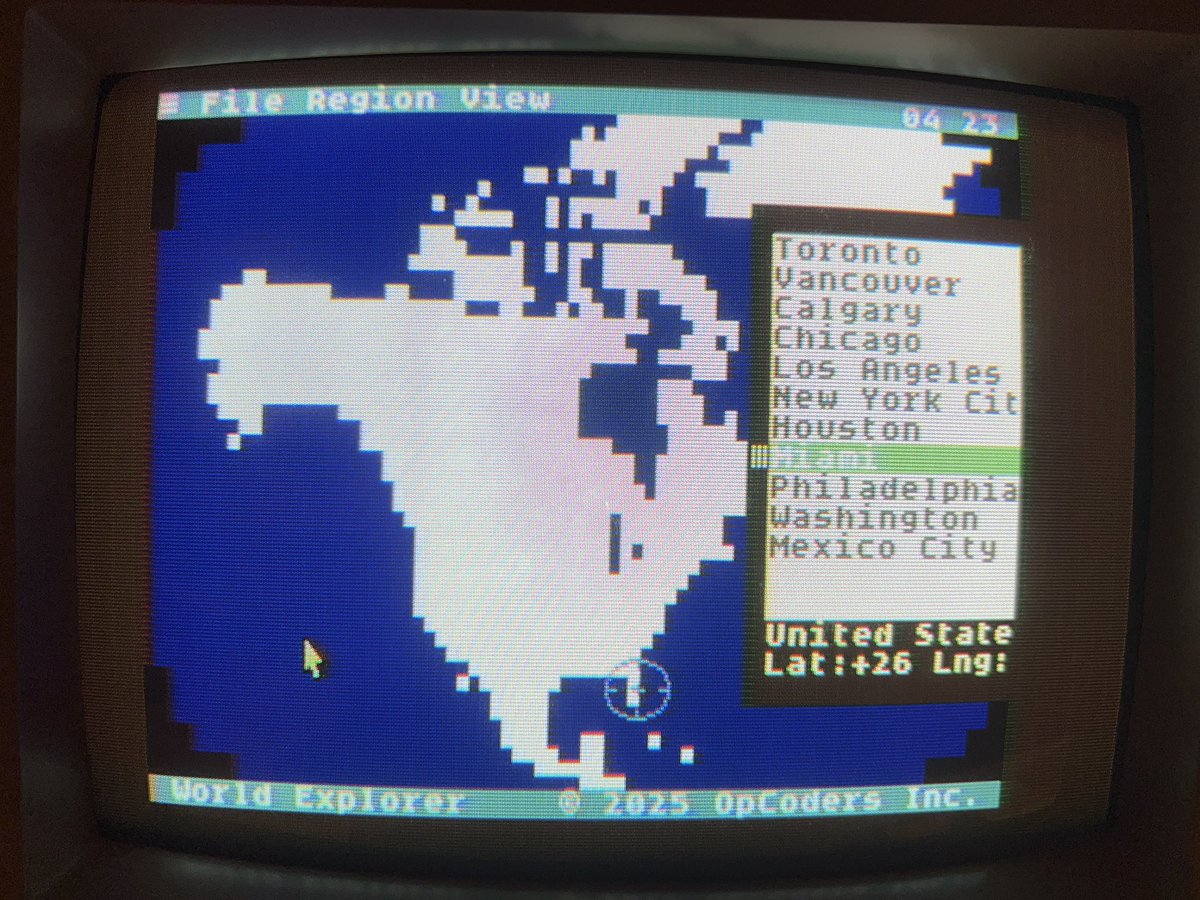 File Region View
04 23
Toronto
Vancouver
Calgary
Chicago
Los Angeles
New York Cit
Houston
Miami
Philadelphia
Washington
Mexico City
United State
Lat:+26 Lng:
World Explorer © 2025 OpCoders Inc.